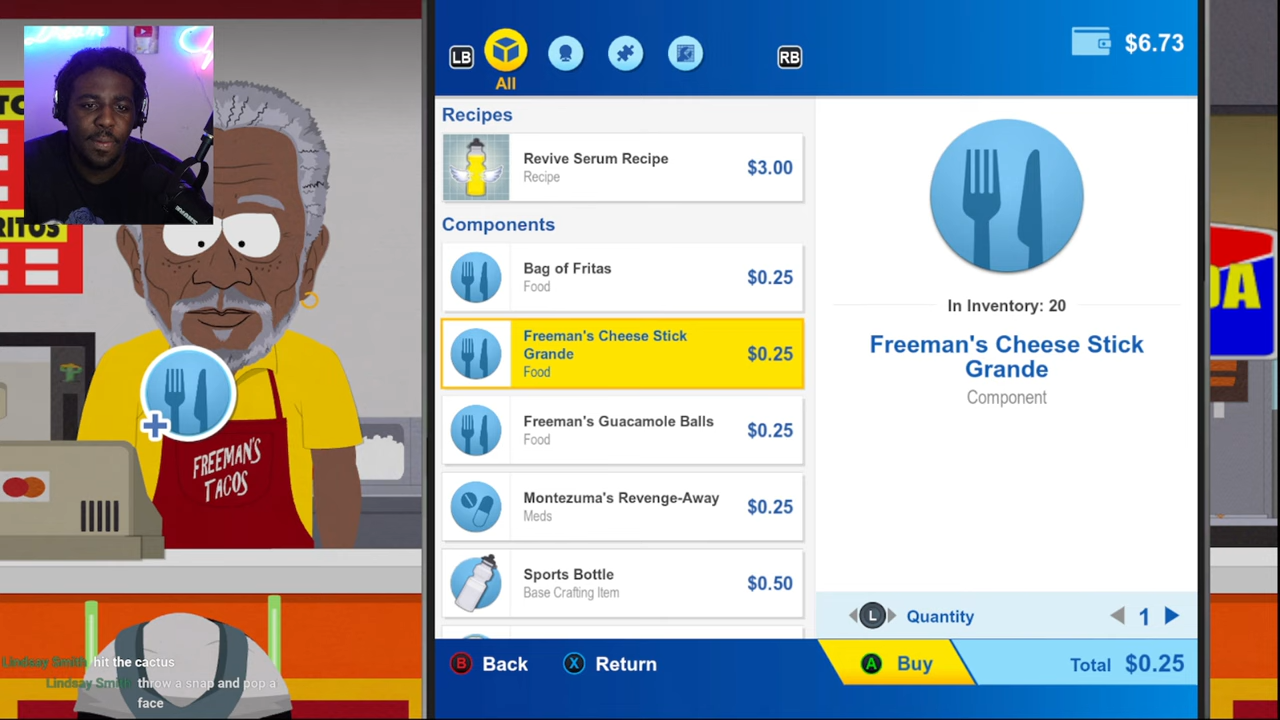 LB
RB
All
$6.73
Recipes
Revive Serum Recipe
Recipe
$3.00
Components
Bag of Fritas
Food
$0.25
Freeman's Cheese Stick
Grande
Food
$0.25
Freeman's Guacamole Balls
Food
$0.25
Montezuma's Revenge-Away
Meds
$0.25
Sports Bottle
Base Crafting Item
$0.50
In Inventory: 20
Freeman's Cheese Stick
Grande
Component
L Quantity 1
B Back
X Return
A Buy
Total $0.25
FREEMAN'S
TACOS
RITOS
DA
Lindsay Smith hit the cactus
Lindsay Smith throw a snap and pop a
face